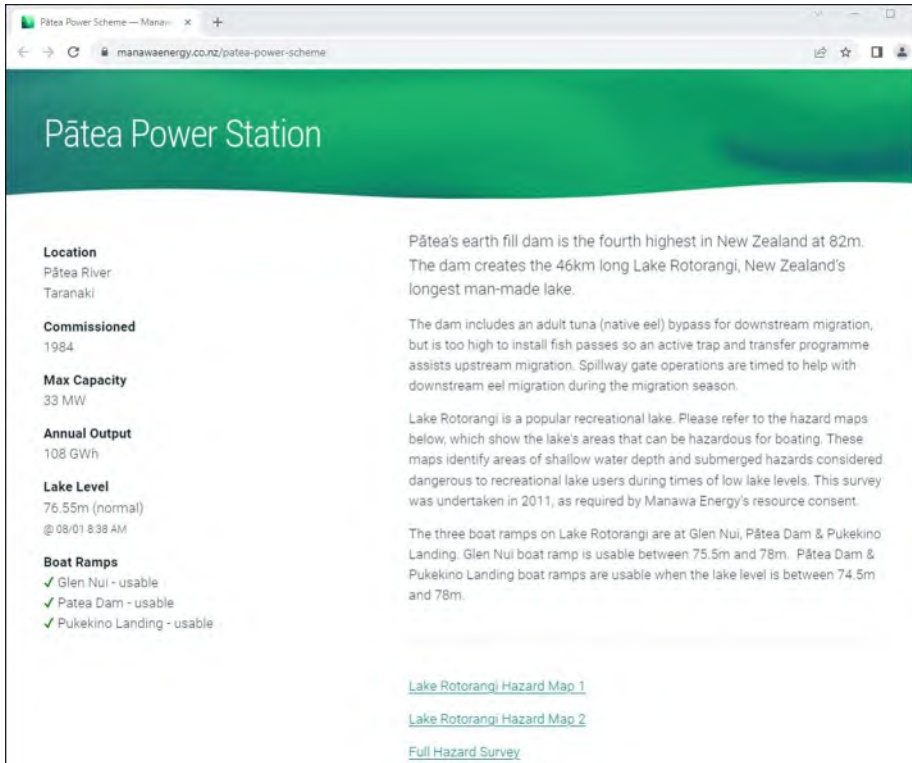 Pātea Power Scheme — Manaw
manawaenergy.co.nz/patea-power-scheme
Pātea Power Station
Location
Pātea River
Taranaki
Commissioned
1984
Max Capacity
33 MW
Annual Output
108 GWh
Lake Level
76.55m (normal)
@ 08/01 8:38 AM
Boat Ramps
✓ Glen Nui - usable
✓ Patea Dam - usable
✓ Pukekino Landing - usable
Pātea's earth fill dam is the fourth highest in New Zealand at 82m.
The dam creates the 46km long Lake Rotorangi, New Zealand's
longest man-made lake.
The dam includes an adult tuna (native eel) bypass for downstream migration,
but is too high to install fish passes so an active trap and transfer programme
assists upstream migration. Spillway gate operations are timed to help with
downstream eel migration during the migration season.
Lake Rotorangi is a popular recreational lake. Please refer to the hazard maps
below, which show the lake's areas that can be hazardous for boating. These
maps identify areas of shallow water depth and submerged hazards considered
dangerous to recreational lake users during times of low lake levels. This survey
was undertaken in 2011, as required by Manawa Energy's resource consent.
The three boat ramps on Lake Rotorangi are at Glen Nui, Pātea Dam & Pukekino
Landing. Glen Nui boat ramp is usable between 75.5m and 78m. Pātea Dam &
Pukekino Landing boat ramps are usable when the lake level is between 74.5m
and 78m.
Lake Rotorangi Hazard Map 1
Lake Rotorangi Hazard Map 2
Full Hazard Survey